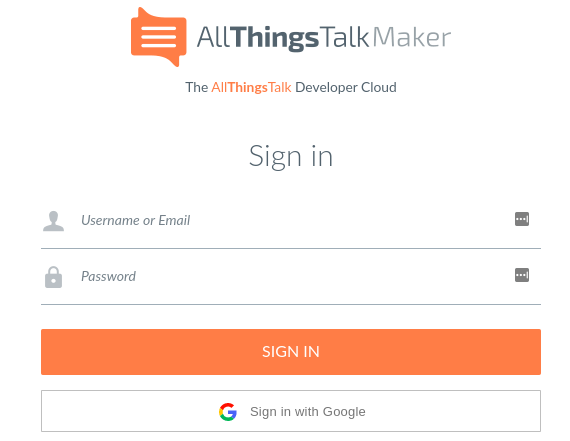 AllThingsTalkMaker
The AllThingsTalk Developer Cloud
Sign in
Username or Email
Password
SIGN IN
Sign in with Google